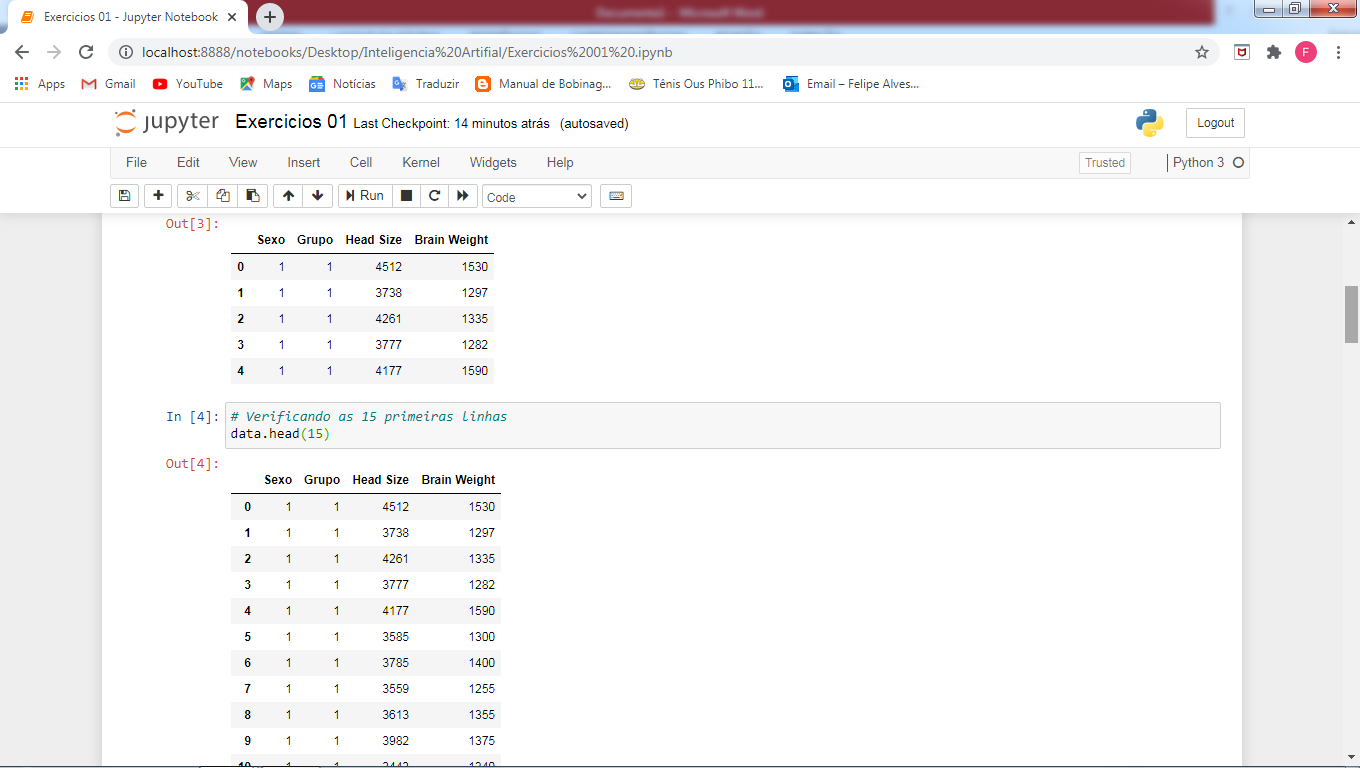 Documento1 - Microsoft Word
Exercicios 01 - Jupyter Notebook
localhost:8888/notebooks/Desktop/Inteligencia%20Artifial/Exercicios%2001%20.ipynb
F
Apps Gmail YouTube Maps Notícias Traduzir Manual de Bobinag... Tênis Ous Phibo 11... Email – Felipe Alves...
jupyter Exercicios 01 Last Checkpoint: 14 minutos atrás (autosaved) Logout
File Edit View Insert Cell Kernel Widgets Help Trusted Python 3
Run Code
Out[3]:
Sexo Grupo Head Size Brain Weight
0 1 1 4512 1530
1 1 1 3738 1297
2 1 1 4261 1335
3 1 1 3777 1282
4 1 1 4177 1590
In [4]: # Verificando as 15 primeiras linhas
data.head(15)
Out[4]:
Sexo Grupo Head Size Brain Weight
0 1 1 4512 1530
1 1 1 3738 1297
2 1 1 4261 1335
3 1 1 3777 1282
4 1 1 4177 1590
5 1 1 3585 1300
6 1 1 3785 1400
7 1 1 3559 1255
8 1 1 3613 1355
9 1 1 3982 1375
10 1 1 3443 1340